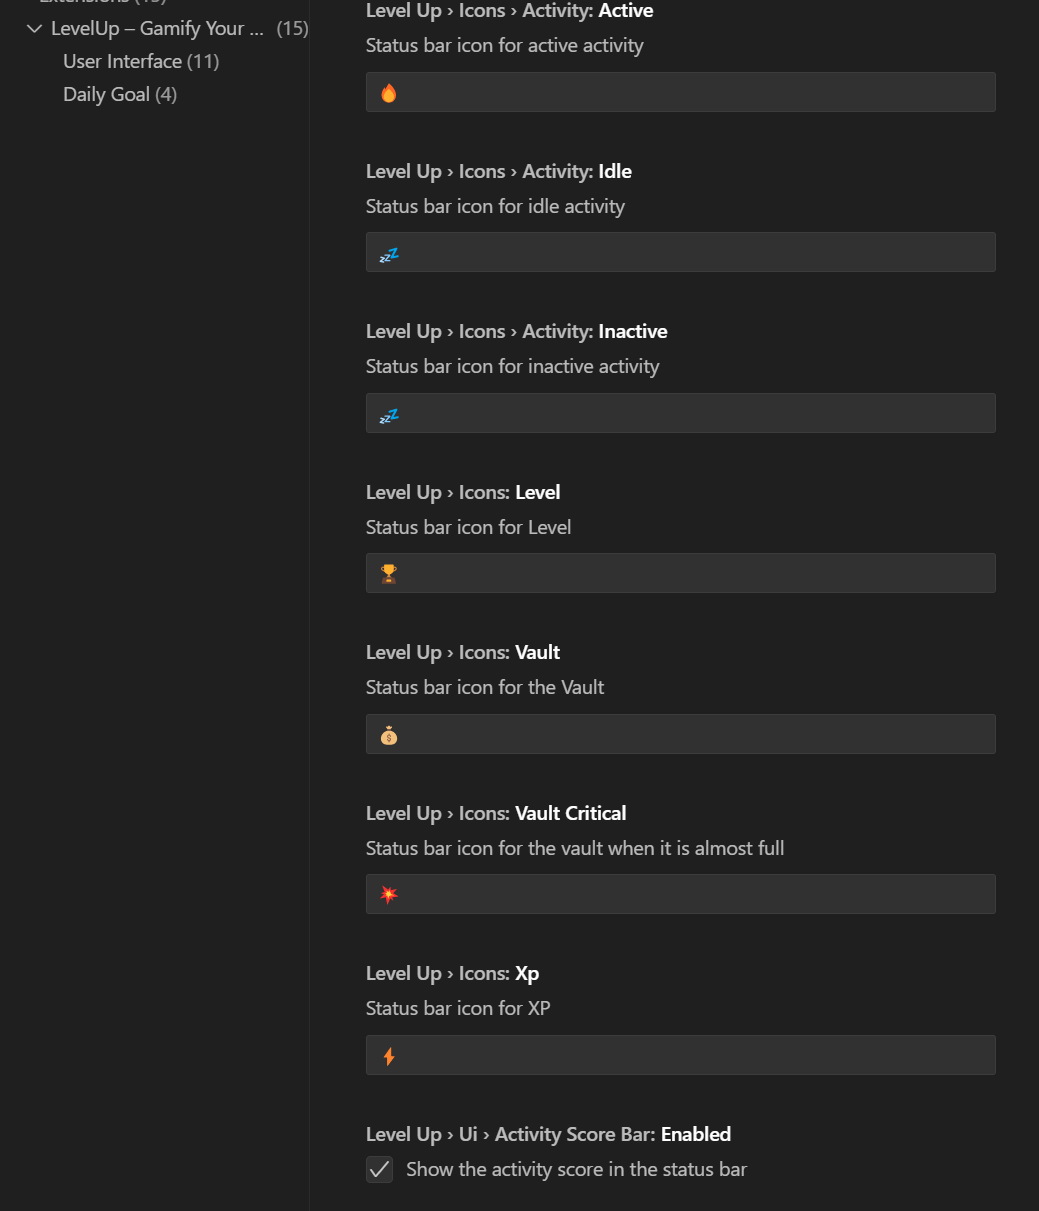 Extensions (15)
LevelUp – Gamify Your ... (15)
User Interface (11)
Daily Goal (4)
Level Up › Icons › Activity: Active
Status bar icon for active activity
🔥
Level Up › Icons › Activity: Idle
Status bar icon for idle activity
💤
Level Up › Icons › Activity: Inactive
Status bar icon for inactive activity
💤
Level Up › Icons: Level
Status bar icon for Level
🏆
Level Up › Icons: Vault
Status bar icon for the Vault
💰
Level Up › Icons: Vault Critical
Status bar icon for the vault when it is almost full
💥
Level Up › Icons: Xp
Status bar icon for XP
⚡
Level Up › Ui › Activity Score Bar: Enabled
Show the activity score in the status bar